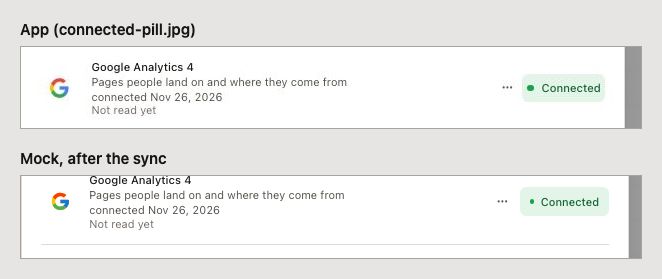 App (connected-pill.jpg)
Google Analytics 4
Pages people land on and where they come from
connected Nov 26, 2026
Not read yet
... Connected
Mock, after the sync
Google Analytics 4
Pages people land on and where they come from
connected Nov 26, 2026
Not read yet
... Connected